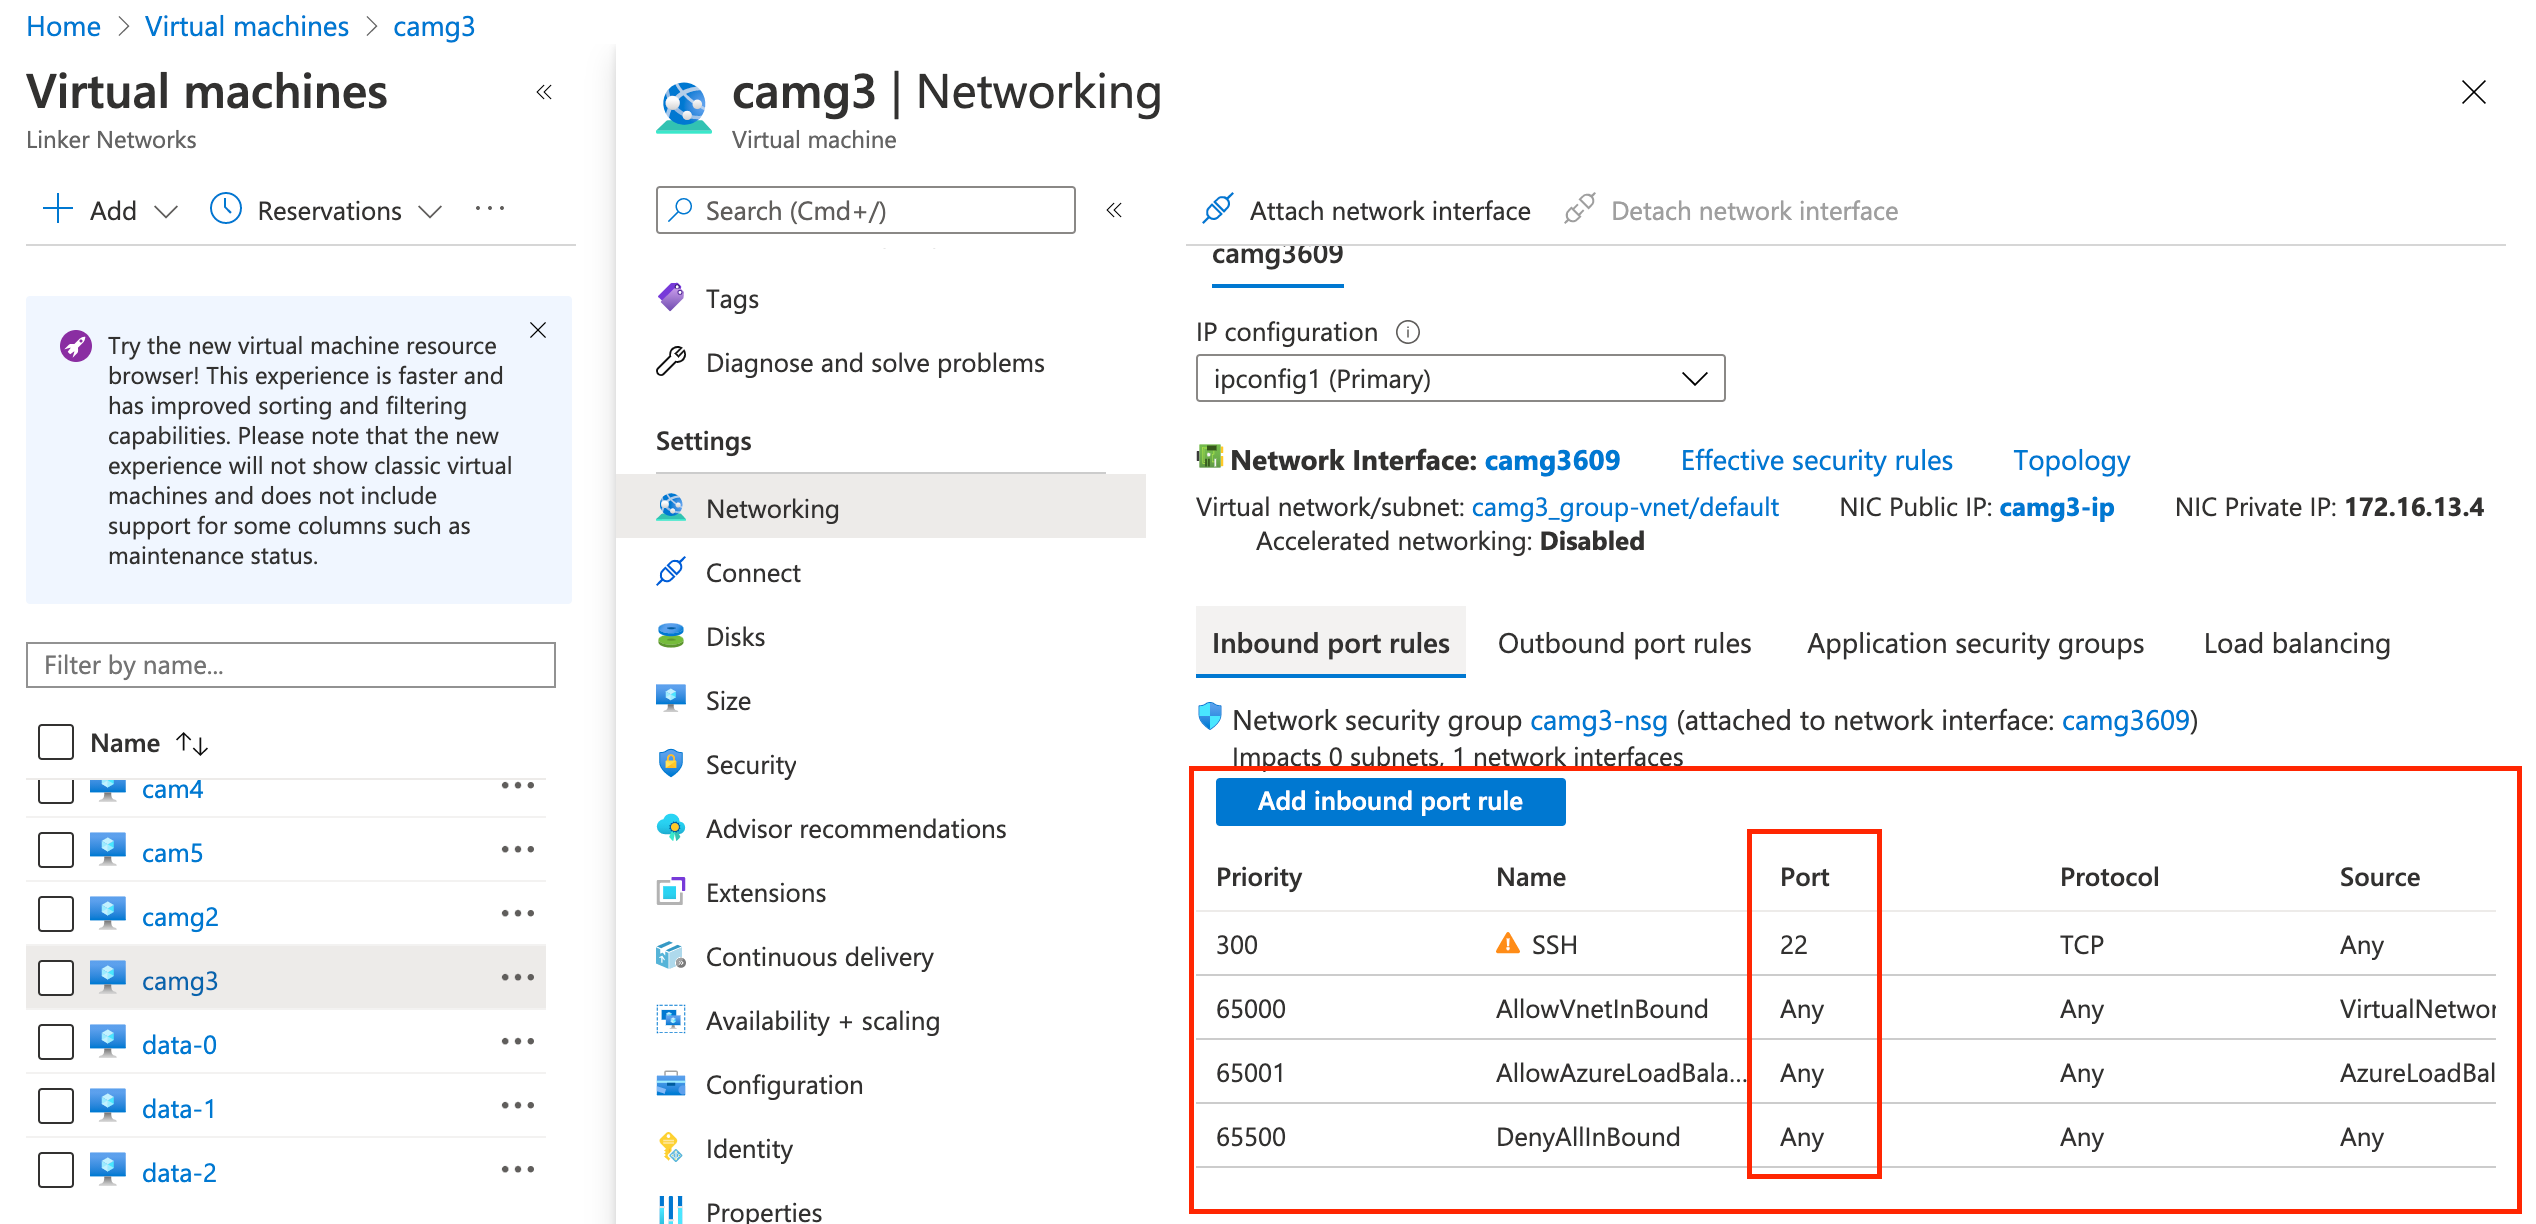 Home > Virtual machines > camg3
Virtual machines
Linker Networks
Add
Reservations
Try the new virtual machine resource
browser! This experience is faster and
has improved sorting and filtering
capabilities. Please note that the new
experience will not show classic virtual
machines and does not include
support for some columns such as
maintenance status.
Filter by name...
Name
cam4
cam5
camg2
camg3
data-0
data-1
data-2
camg3 | Networking
Virtual machine
Search (Cmd+/)
Tags
Diagnose and solve problems
Settings
Networking
Connect
Disks
Size
Security
Advisor recommendations
Extensions
Continuous delivery
Availability + scaling
Configuration
Identity
Properties
Attach network interface
Detach network interface
camg3609
IP configuration
ipconfig1 (Primary)
Network Interface: camg3609 Effective security rules Topology
Virtual network/subnet: camg3_group-vnet/default NIC Public IP: camg3-ip NIC Private IP: 172.16.13.4
Accelerated networking: Disabled
Inbound port rules Outbound port rules Application security groups Load balancing
Network security group camg3-nsg (attached to network interface: camg3609)
Impacts 0 subnets, 1 network interfaces
Add inbound port rule
Priority Name Port Protocol Source
300 SSH 22 TCP Any
65000 AllowVnetInBound Any Any VirtualNetwor
65001 AllowAzureLoadBala... Any Any AzureLoadBal
65500 DenyAllInBound Any Any Any